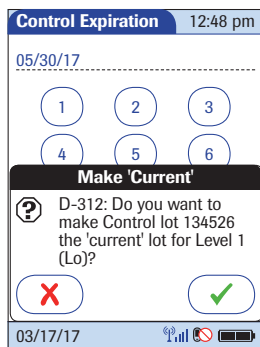 Control Expiration 12:48 pm
05/30/17
1 2 3
4 5 6
Make 'Current'
D-312: Do you want to
make Control lot 134526
the 'current' lot for Level 1
(Lo)?
03/17/17